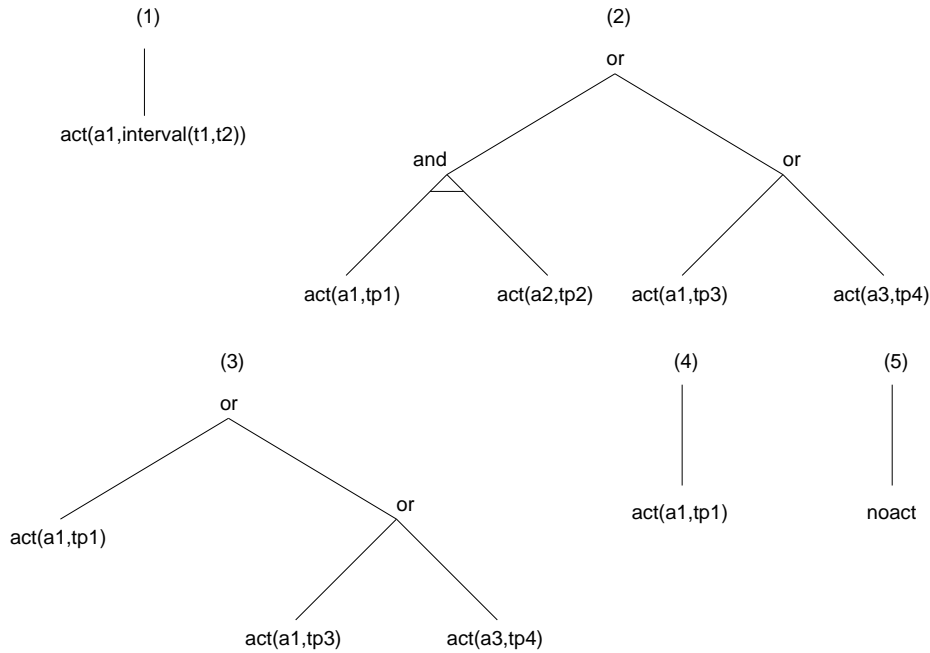 (1) (2)
or
act(a1,interval(t1,t2))
and or
act(a1,tp1) act(a2,tp2) act(a1,tp3) act(a3,tp4)
(3) (4) (5)
or
or
act(a1,tp1) act(a1,tp1) noact
act(a1,tp3) act(a3,tp4)